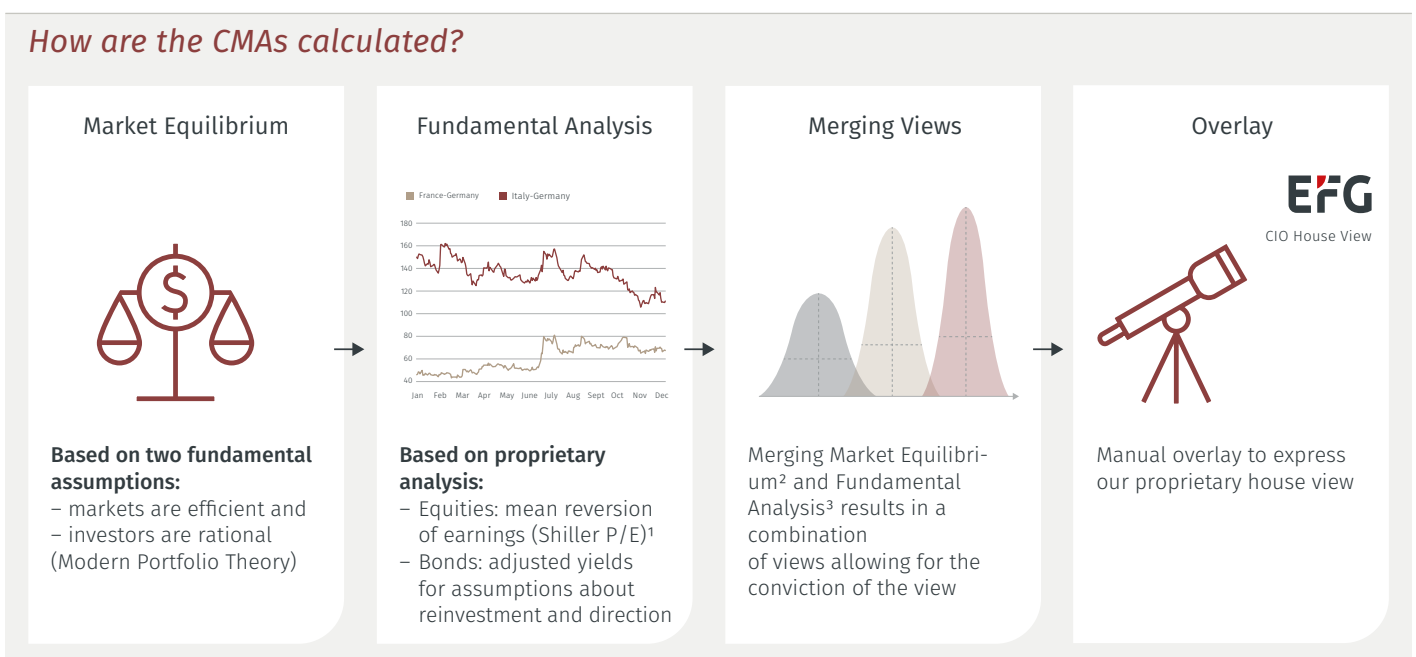 How are the CMAs calculated?
Market Equilibrium
Based on two fundamental
assumptions:
– markets are efficient and
– investors are rational
(Modern Portfolio Theory)
Fundamental Analysis
France-Germany
Italy-Germany
180
160
140
120
100
80
60
40
Jan Feb Mar Apr May June July Aug Sept Oct Nov Dec
Based on proprietary
analysis:
– Equities: mean reversion
of earnings (Shiller P/E)¹
– Bonds: adjusted yields
for assumptions about
reinvestment and direction
Merging Views
Merging Market Equilibri-
um² and Fundamental
Analysis³ results in a
combination
of views allowing for the
conviction of the view
Overlay
EFG
CIO House View
$
Manual overlay to express
our proprietary house view